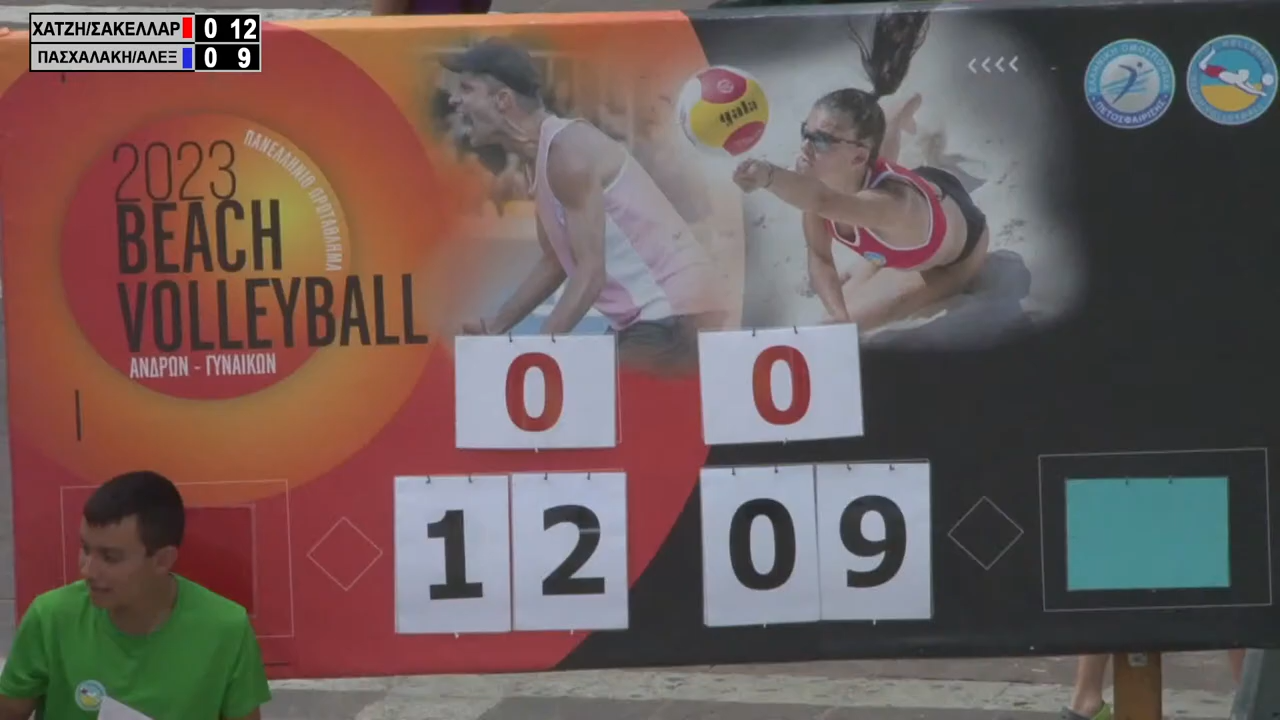 ΧΑΤΖΗ/ΣΑΚΕΛΛΑΡ 0 12
ΠΑΣΧΑΛΑΚΗ/ΑΛΕΞ 0 9
2023
BEACH
VOLLEYBALL
ΑΝΔΡΩΝ - ΓΥΝΑΙΚΩΝ
ΠΑΝΕΛΛΗΝΙΟ ΠΡΩΤΑΘΛΗΜΑ
gala
<<<<
0 0
12 09